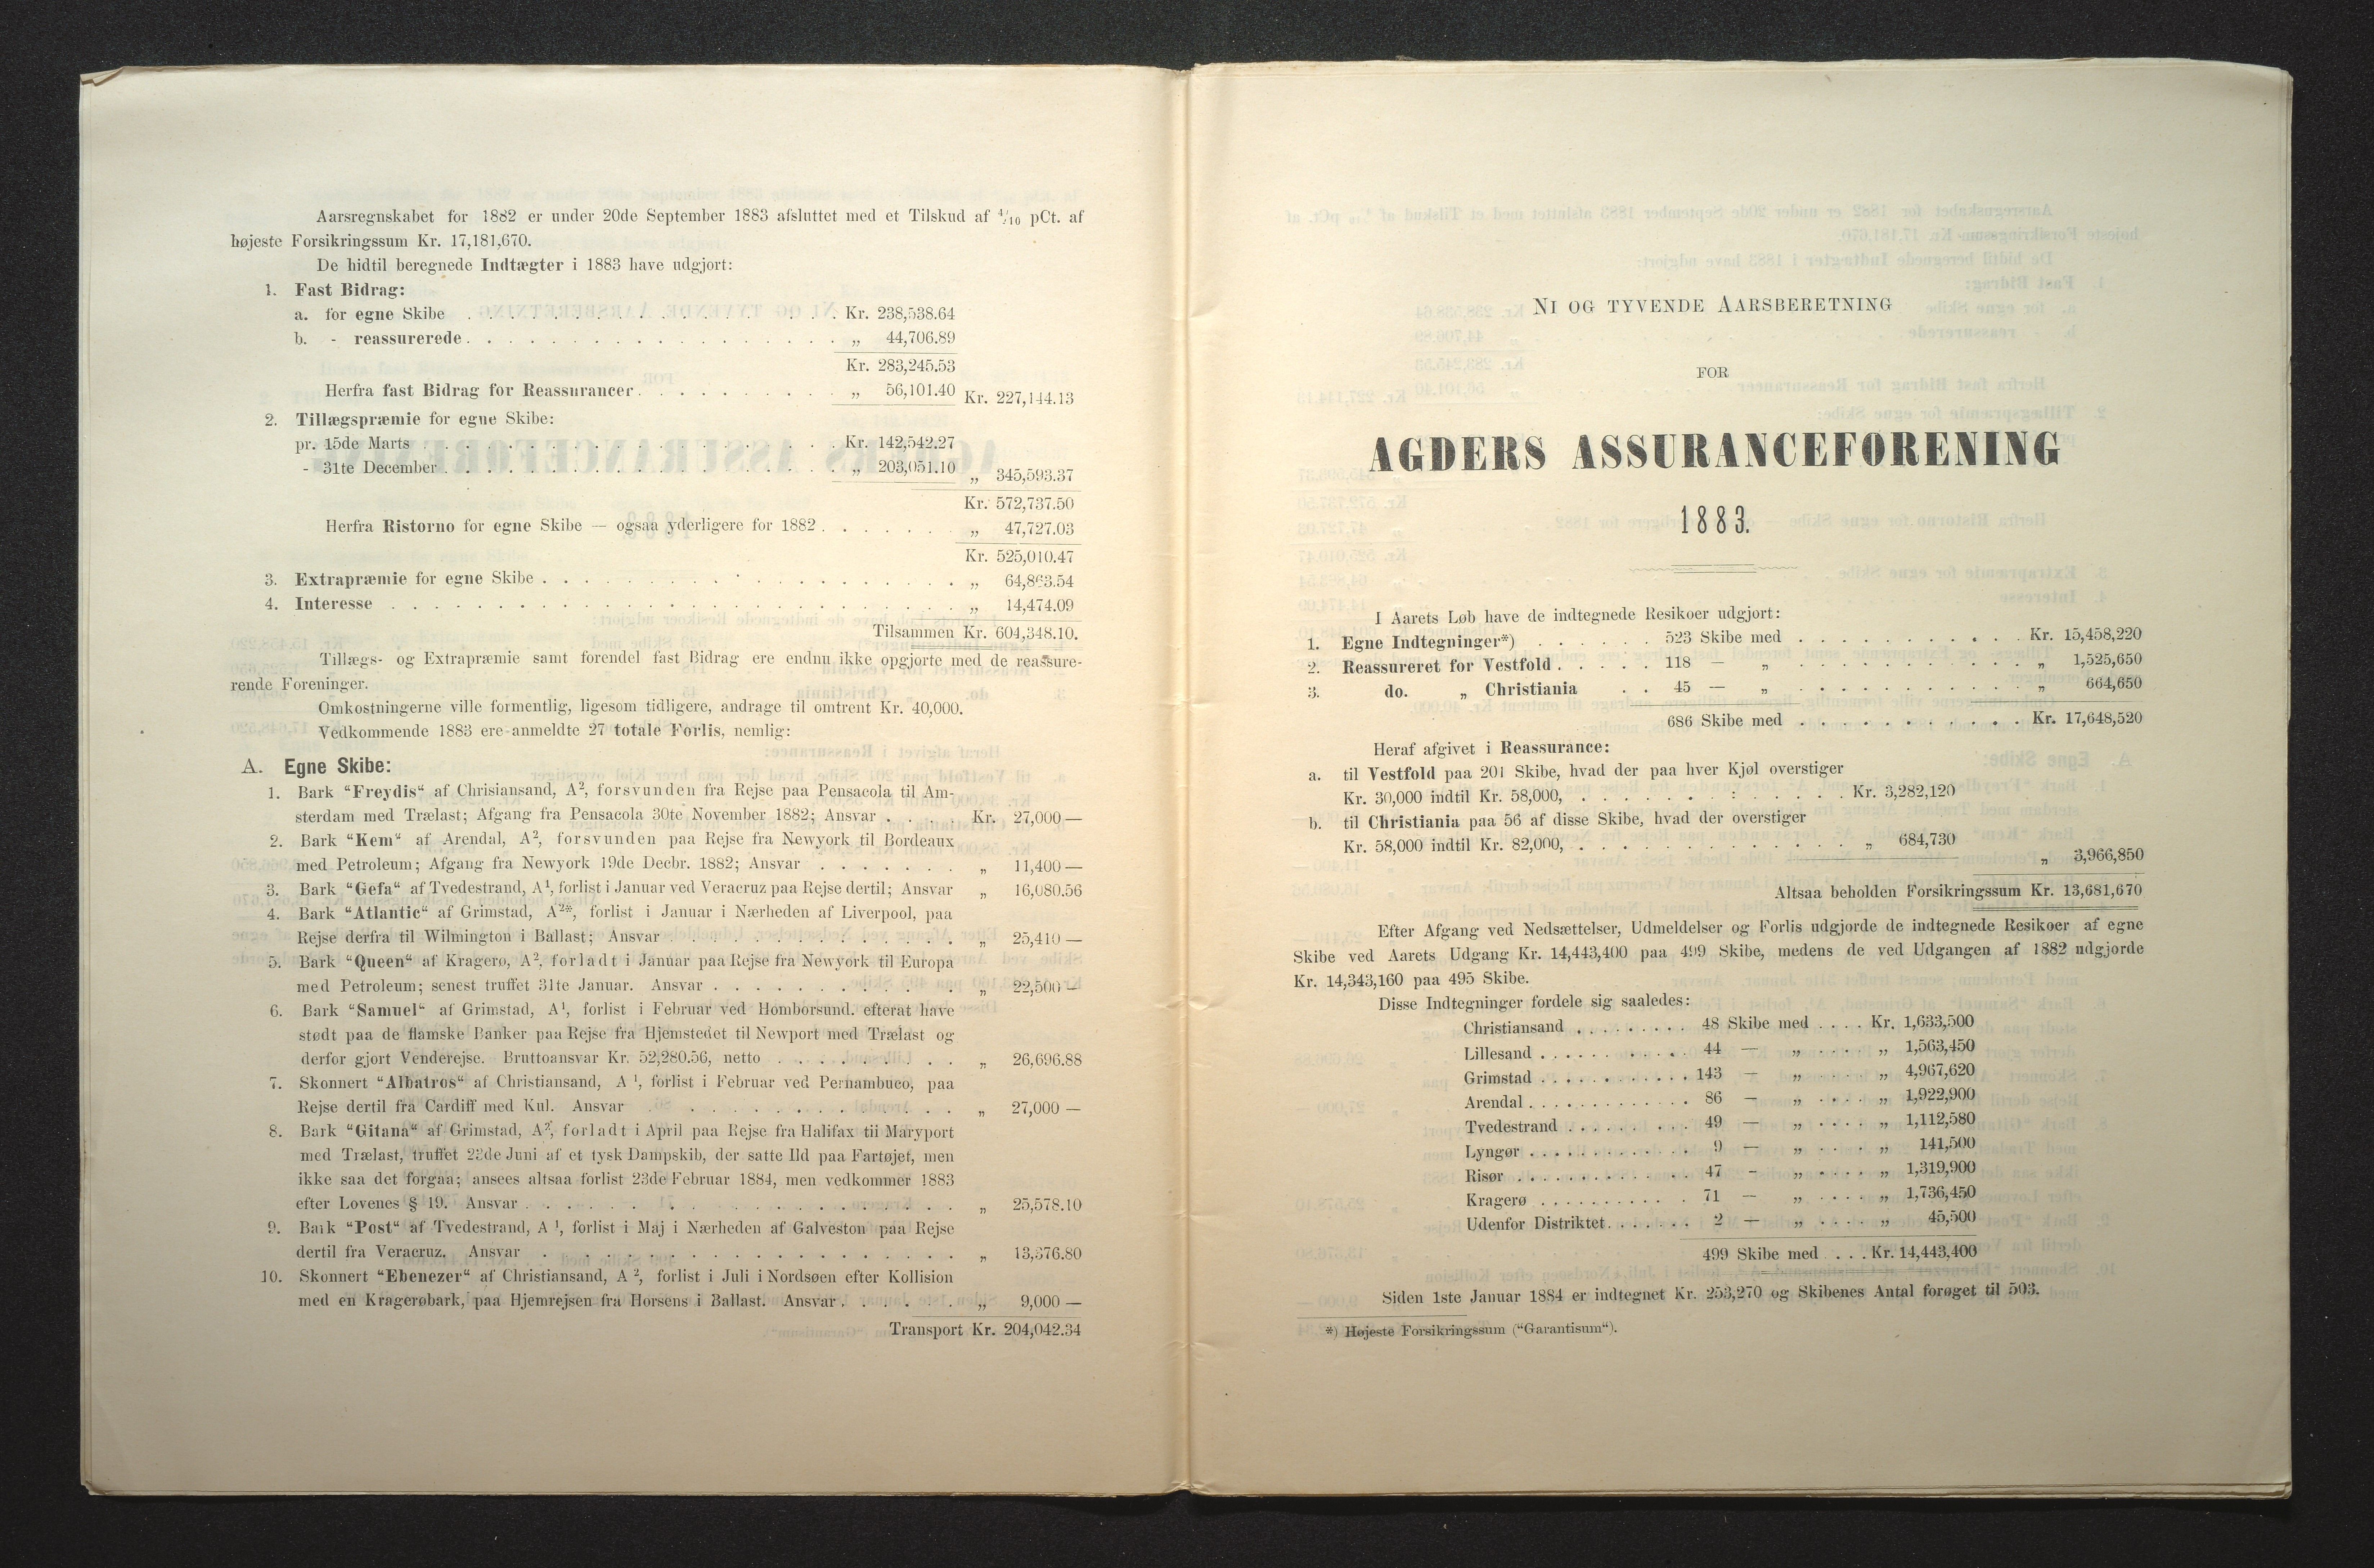 Aarsregnskabet for 1882 er under 20de September 1883 afsluttet med et Tilskud af 4/10 pCt. af
højeste Forsikringssum Kr. 17,181,670.
De hidtil beregnede Indtægter i 1883 have udgjort:
1. Fast Bidrag:
a. for egne Skibe . . . . . . . . . . Kr. 238,538.64
b. - reassurerede . . . . . . . . . . „ 44,706.89
Kr. 283,245.53
Herfra fast Bidrag for Reassurancer . . . . . . . . . . „ 56,101.40 Kr. 227,144.13
2. Tillægspræmie for egne Skibe:
pr. 15de Marts . . . . . . . . . . Kr. 142,542.27
- 31te December . . . . . . . . . . „ 203,051.10 „ 345,593.37
Kr. 572,737.50
Herfra Ristorno for egne Skibe — ogsaa yderligere for 1882 . . . . . . „ 47,727.03
Kr. 525,010.47
3. Extrapræmie for egne Skibe . . . . . . . . . . „ 64,863.54
4. Interesse . . . . . . . . . . „ 14,474.09
Tilsammen Kr. 604,348.10.
Tillægs- og Extrapræmie samt forendel fast Bidrag ere endnu ikke opgjorte med de reassure-
rende Foreninger.
Omkostningerne ville formentlig, ligesom tidligere, andrage til omtrent Kr. 40,000.
Vedkommende 1883 ere anmeldte 27 totale Forlis, nemlig:
A. Egne Skibe:
1. Bark “Freydis“ af Chrisiansand, A2, forsvunden fra Rejse paa Pensacola til Am-
sterdam med Trælast; Afgang fra Pensacola 30te November 1882; Ansvar . . . . Kr. 27,000 —
2. Bark “Kem“ af Arendal, A2, forsvunden paa Rejse fra Newyork til Bordeaux
med Petroleum; Afgang fra Newyork 19de Decbr. 1882; Ansvar . . . . . . „ 11,400 —
3. Bark “Gefa“ af Tvedestrand, A1, forlist i Januar ved Veracruz paa Rejse dertil; Ansvar „ 16,080.56
4. Bark “Atlantic“ af Grimstad, A2*, forlist i Januar i Nærheden af Liverpool, paa
Rejse derfra til Wilmington i Ballast; Ansvar . . . . . . . . . . „ 25,410 —
5. Bark “Queen“ af Kragerø, A2, forladt i Januar paa Rejse fra Newyork til Europa
med Petroleum; senest truffet 31te Januar. Ansvar . . . . . . . . . . „ 22,500 —
6. Bark “Samuel“ af Grimstad, A1, forlist i Februar ved Homborsund. efterat have
stødt paa de flamske Banker paa Rejse fra Hjemstedet til Newport med Trælast og
derfor gjort Venderejse. Bruttoansvar Kr. 52,280.56, netto . . . . . . . . „ 26,696.88
7. Skonnert “Albatros“ af Christiansand, A1, forlist i Februar ved Pernambuco, paa
Rejse dertil fra Cardiff med Kul. Ansvar . . . . . . . . . . „ 27,000 —
8. Bark “Gitana“ af Grimstad, A2, forladt i April paa Rejse fra Halifax til Maryport
med Trælast, truffet 23de Juni af et tysk Dampskib, der satte Ild paa Fartøjet, men
ikke saa det forgaa; ansees altsaa forlist 23de Februar 1884, men vedkommer 1883
efter Lovenes § 19. Ansvar . . . . . . . . . . „ 25,578.10
9. Bark “Post“ af Tvedestrand, A1, forlist i Maj i Nærheden af Galveston paa Rejse
dertil fra Veracruz. Ansvar . . . . . . . . . . „ 13,376.80
10. Skonnert “Ebenezer“ af Christiansand, A2, forlist i Juli i Nordsøen efter Kollision
med en Kragerøbark, paa Hjemrejsen fra Horsens i Ballast. Ansvar . . . . . . „ 9,000 —
Transport Kr. 204,042.34
NI OG TYVENDE AARSBERETNING
FOR
AGDERS ASSURANCEFORENING
1883.
I Aarets Løb have de indtegnede Resikoer udgjort:
1. Egne Indtegninger*) . . . . . . 523 Skibe med . . . . . . . . . . Kr. 15,458,220
2. Reassureret for Vestfold . . . . . 118 — „ . . . . . . . . . . „ 1,525,650
3. do. „ Christiania . . 45 — „ . . . . . . . . . . „ 664,650
686 Skibe med . . . . . . . . . . Kr. 17,648,520
Heraf afgivet i Reassurance:
a. til Vestfold paa 201 Skibe, hvad der paa hver Kjøl overstiger
Kr. 30,000 indtil Kr. 58,000, . . . . . . . . . . Kr. 3,282,120
b. til Christiania paa 56 af disse Skibe, hvad der overstiger
Kr. 58,000 indtil Kr. 82,000, . . . . . . . . . . „ 684,730
„ 3,966,850
Altsaa beholden Forsikringssum Kr. 13,681,670
Efter Afgang ved Nedsættelser, Udmeldelser og Forlis udgjorde de indtegnede Resikoer af egne
Skibe ved Aarets Udgang Kr. 14,443,400 paa 499 Skibe, medens de ved Udgangen af 1882 udgjorde
Kr. 14,343,160 paa 495 Skibe.
Disse Indtegninger fordele sig saaledes:
Christiansand . . . . . . . . . 48 Skibe med . . . . Kr. 1,633,500
Lillesand . . . . . . . . . . . 44 — „ . . . . „ 1,563,450
Grimstad . . . . . . . . . . . 143 — „ . . . . „ 4,967,620
Arendal . . . . . . . . . . . . 86 — „ . . . . „ 1,922,900
Tvedestrand . . . . . . . . . 49 — „ . . . . „ 1,112,580
Lyngør . . . . . . . . . . . . 9 — „ . . . . „ 141,500
Risør . . . . . . . . . . . . . 47 - „ . . . . „ 1,319,900
Kragerø . . . . . . . . . . . 71 — „ . . . . „ 1,736,450
Udenfor Distriktet . . . . . . 2 — „ . . . . „ 45,500
499 Skibe med . . . Kr. 14,443,400
Siden 1ste Januar 1884 er indtegnet Kr. 253,270 og Skibenes Antal forøget til 503.
*) Højeste Forsikringssum (“Garantisum“).